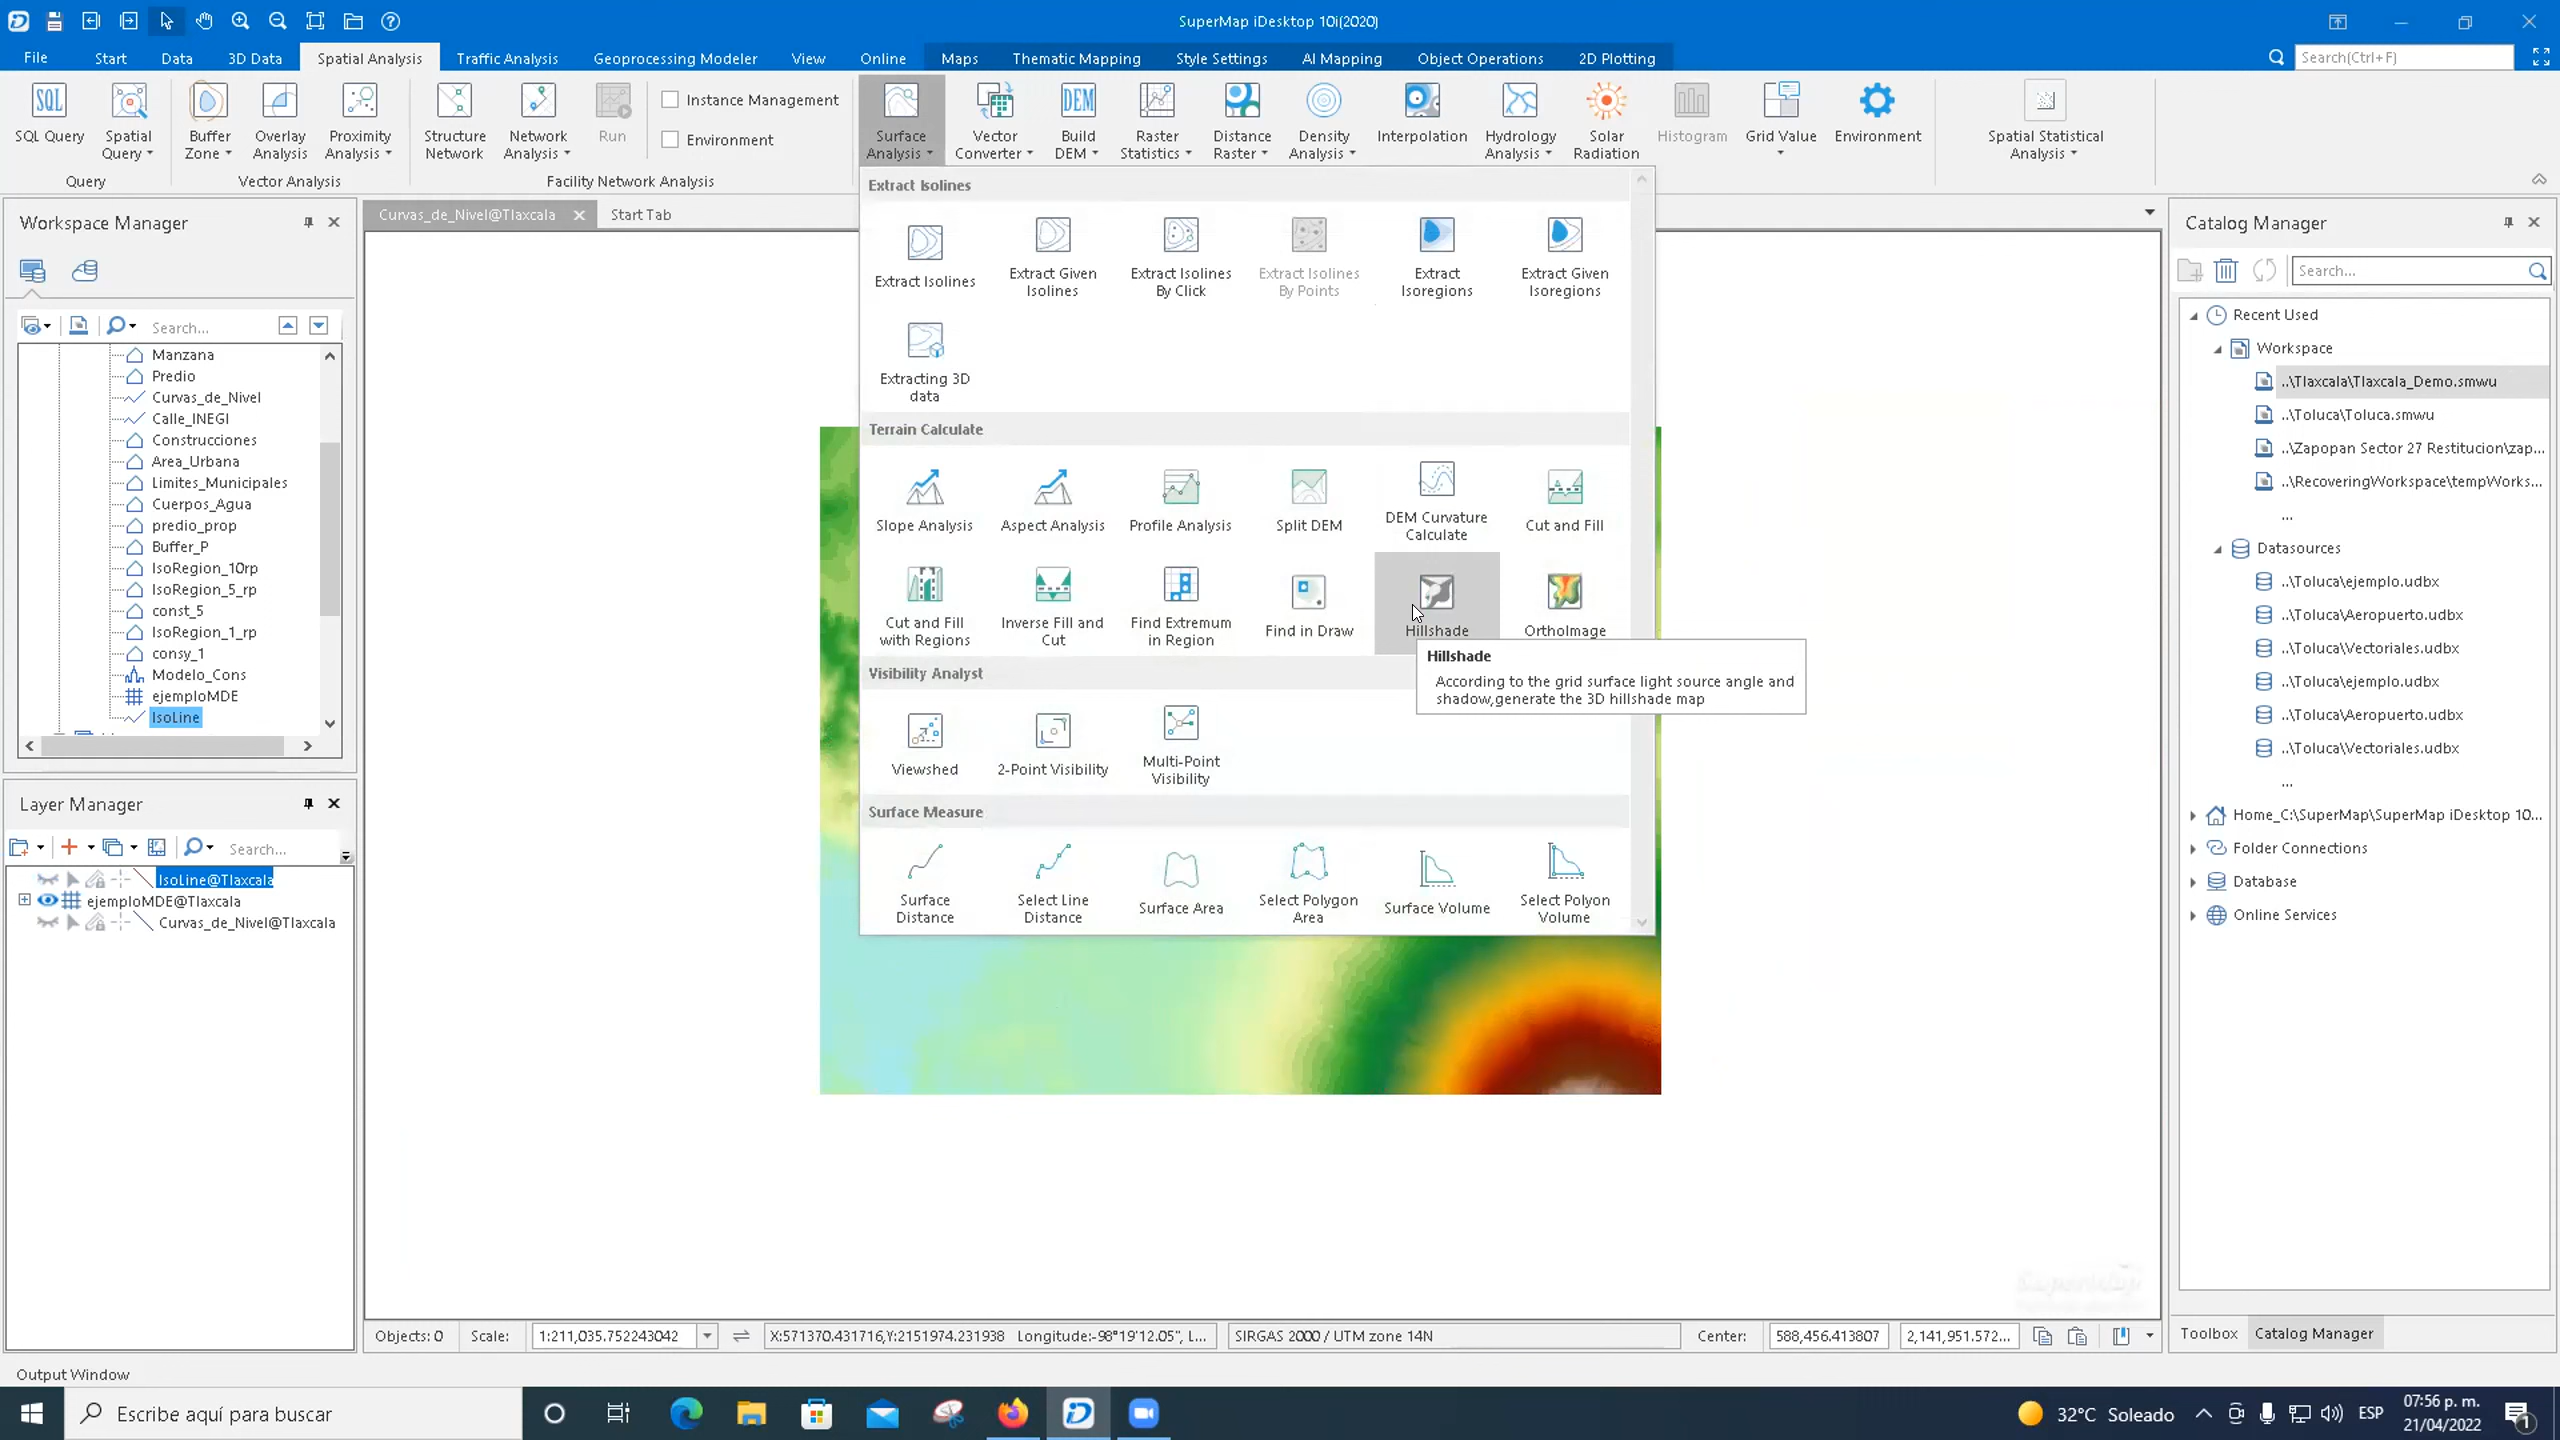 SuperMap iDesktop 10i(2020)
File
Start
Data
3D Data
Spatial Analysis
Traffic Analysis
Geoprocessing Modeler
View
Online
Maps
Thematic Mapping
Style Settings
AI Mapping
Object Operations
2D Plotting
Search(Ctrl+F)
SQL
SQL Query
Spatial
Query
Query
Buffer
Zone
Overlay
Analysis
Proximity
Analysis
Vector Analysis
Structure
Network
Network
Analysis
Run
Instance Management
Environment
Facility Network Analysis
Surface
Analysis
Vector
Converter
DEM
Build
DEM
Raster
Statistics
Distance
Raster
Density
Analysis
Interpolation
Hydrology
Analysis
Solar
Radiation
Histogram
Grid Value
Environment
Spatial Statistical
Analysis
Workspace Manager
Search...
Manzana
Predio
Curvas_de_Nivel
Calle_INEGI
Construcciones
Area_Urbana
Limites_Municipales
Cuerpos_Agua
predio_prop
Buffer_P
IsoRegion_10rp
IsoRegion_5_rp
const_5
IsoRegion_1_rp
consy_1
Modelo_Cons
ejemploMDE
IsoLine
Layer Manager
Search...
IsoLine@Tlaxcala
ejemploMDE@Tlaxcala
Curvas_de_Nivel@Tlaxcala
Curvas_de_Nivel@Tlaxcala
Start Tab
Extract Isolines
Extract Isolines
Extract Given
Isolines
Extract Isolines
By Click
Extract Isolines
By Points
Extract
Isoregions
Extract Given
Isoregions
Extracting 3D
data
Terrain Calculate
Slope Analysis
Aspect Analysis
Profile Analysis
Split DEM
DEM Curvature
Calculate
Cut and Fill
Cut and Fill
with Regions
Inverse Fill and
Cut
Find Extremum
in Region
Find in Draw
Hillshade
OrthoImage
Hillshade
According to the grid surface light source angle and
shadow,generate the 3D hillshade map
Visibility Analyst
Viewshed
2-Point Visibility
Multi-Point
Visibility
Surface Measure
Surface
Distance
Select Line
Distance
Surface Area
Select Polygon
Area
Surface Volume
Select Polyon
Volume
SuperMap
Objects: 0
Scale:
1:211,035.752243042
X:571370.431716,Y:2151974.231938 Longitude:-98°19'12.05", L...
SIRGAS 2000 / UTM zone 14N
Center:
588,456.413807
2,141,951.572...
Catalog Manager
Search...
Recent Used
Workspace
..\Tlaxcala\Tlaxcala_Demo.smwu
..\Toluca\Toluca.smwu
..\Zapopan Sector 27 Restitucion\zap...
..\RecoveringWorkspace\tempWorks...
...
Datasources
..\Toluca\ejemplo.udbx
..\Toluca\Aeropuerto.udbx
..\Toluca\Vectoriales.udbx
..\Toluca\ejemplo.udbx
..\Toluca\Aeropuerto.udbx
..\Toluca\Vectoriales.udbx
...
Home_C:\SuperMap\SuperMap iDesktop 10...
Folder Connections
Database
Online Services
Toolbox
Catalog Manager
Output Window
Escribe aquí para buscar
32°C Soleado
ESP
07:56 p. m.
21/04/2022
1